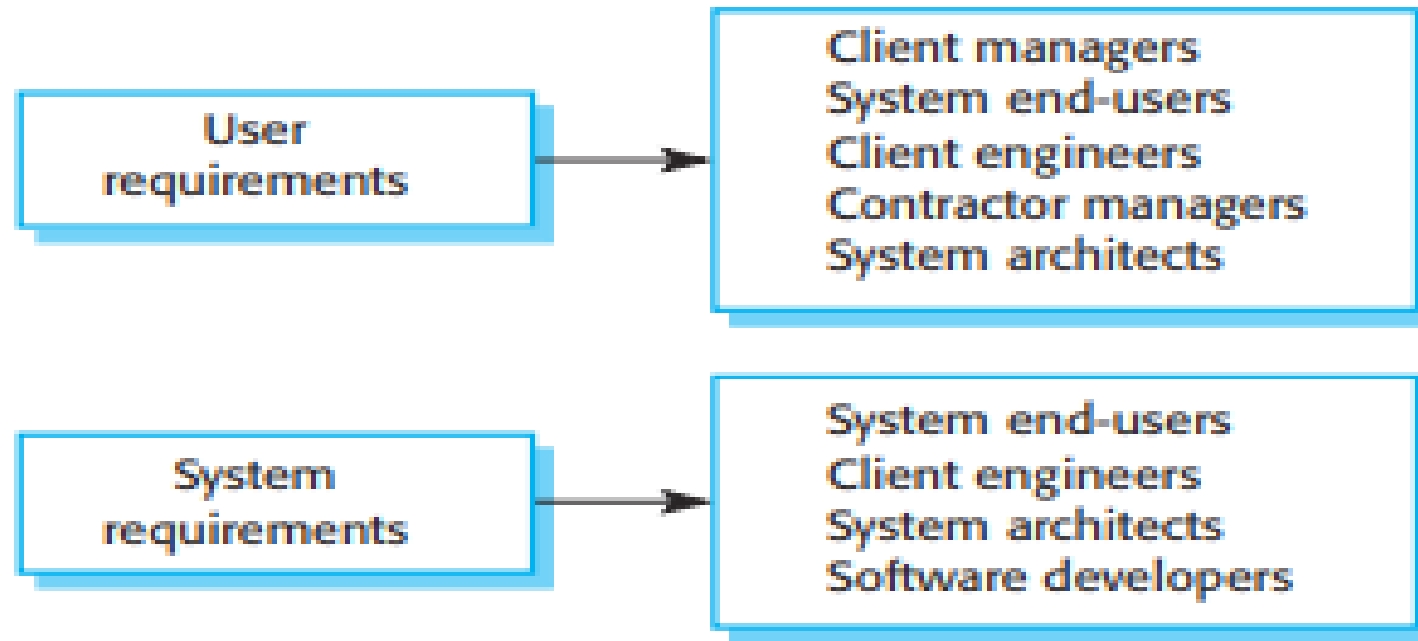 User
requirements
Client managers
System end-users
Client engineers
Contractor managers
System architects
System
requirements
System end-users
Client engineers
System architects
Software developers